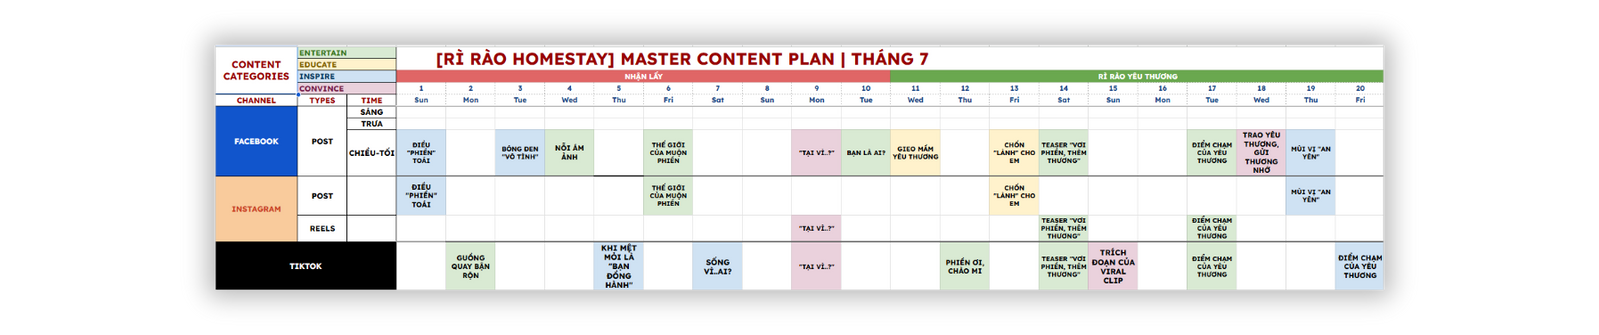 CONTENT CATEGORIES
ENTERTAIN
EDUCATE
INSPIRE
CONVINCE
[RÌ RÀO HOMESTAY] MASTER CONTENT PLAN | THÁNG 7
NHẬN LẤY
RÌ RÀO YÊU THƯƠNG
1 2 3 4 5 6 7 8 9 10 11 12 13 14 15 16 17 18 19 20
CHANNEL TYPES TIME Sun Mon Tue Wed Thu Fri Sat Sun Mon Tue Wed Thu Fri Sat Sun Mon Tue Wed Thu Fri
FACEBOOK
POST
SÁNG
TRƯA
CHIỀU-TỐI
ĐIỀU "PHIỀN" TOÁI
BÓNG ĐEN "VÔ TÌNH"
NỖI ÁM ẢNH
THẾ GIỚI CỦA MUỘN PHIỀN
"TẠI VÌ..?"
BẠN LÀ AI?
GIEO MẦM YÊU THƯƠNG
CHỐN "LÀNH" CHO EM
TEASER "VƠI PHIỀN, THÊM THƯƠNG"
ĐIỂM CHẠM CỦA YÊU THƯƠNG
TRAO YÊU THƯƠNG, GỬI THƯƠNG NHỚ
MÙI VỊ "AN YÊN"
INSTAGRAM
POST
ĐIỀU "PHIỀN" TOÁI
THẾ GIỚI CỦA MUỘN PHIỀN
CHỐN "LÀNH" CHO EM
MÙI VỊ "AN YÊN"
REELS
"TẠI VÌ..?"
TEASER "VƠI PHIỀN, THÊM THƯƠNG"
ĐIỂM CHẠM CỦA YÊU THƯƠNG
TIKTOK
GUỒNG QUAY BẬN RỘN
KHI MỆT MỎI LÀ "BẠN ĐỒNG HÀNH"
SỐNG VÌ..AI?
"TẠI VÌ..?"
PHIỀN ƠI, CHÀO MI
TEASER "VƠI PHIỀN, THÊM THƯƠNG"
TRÍCH ĐOẠN CỦA VIRAL CLIP
ĐIỂM CHẠM CỦA YÊU THƯƠNG
ĐIỂM CHẠM CỦA YÊU THƯƠNG